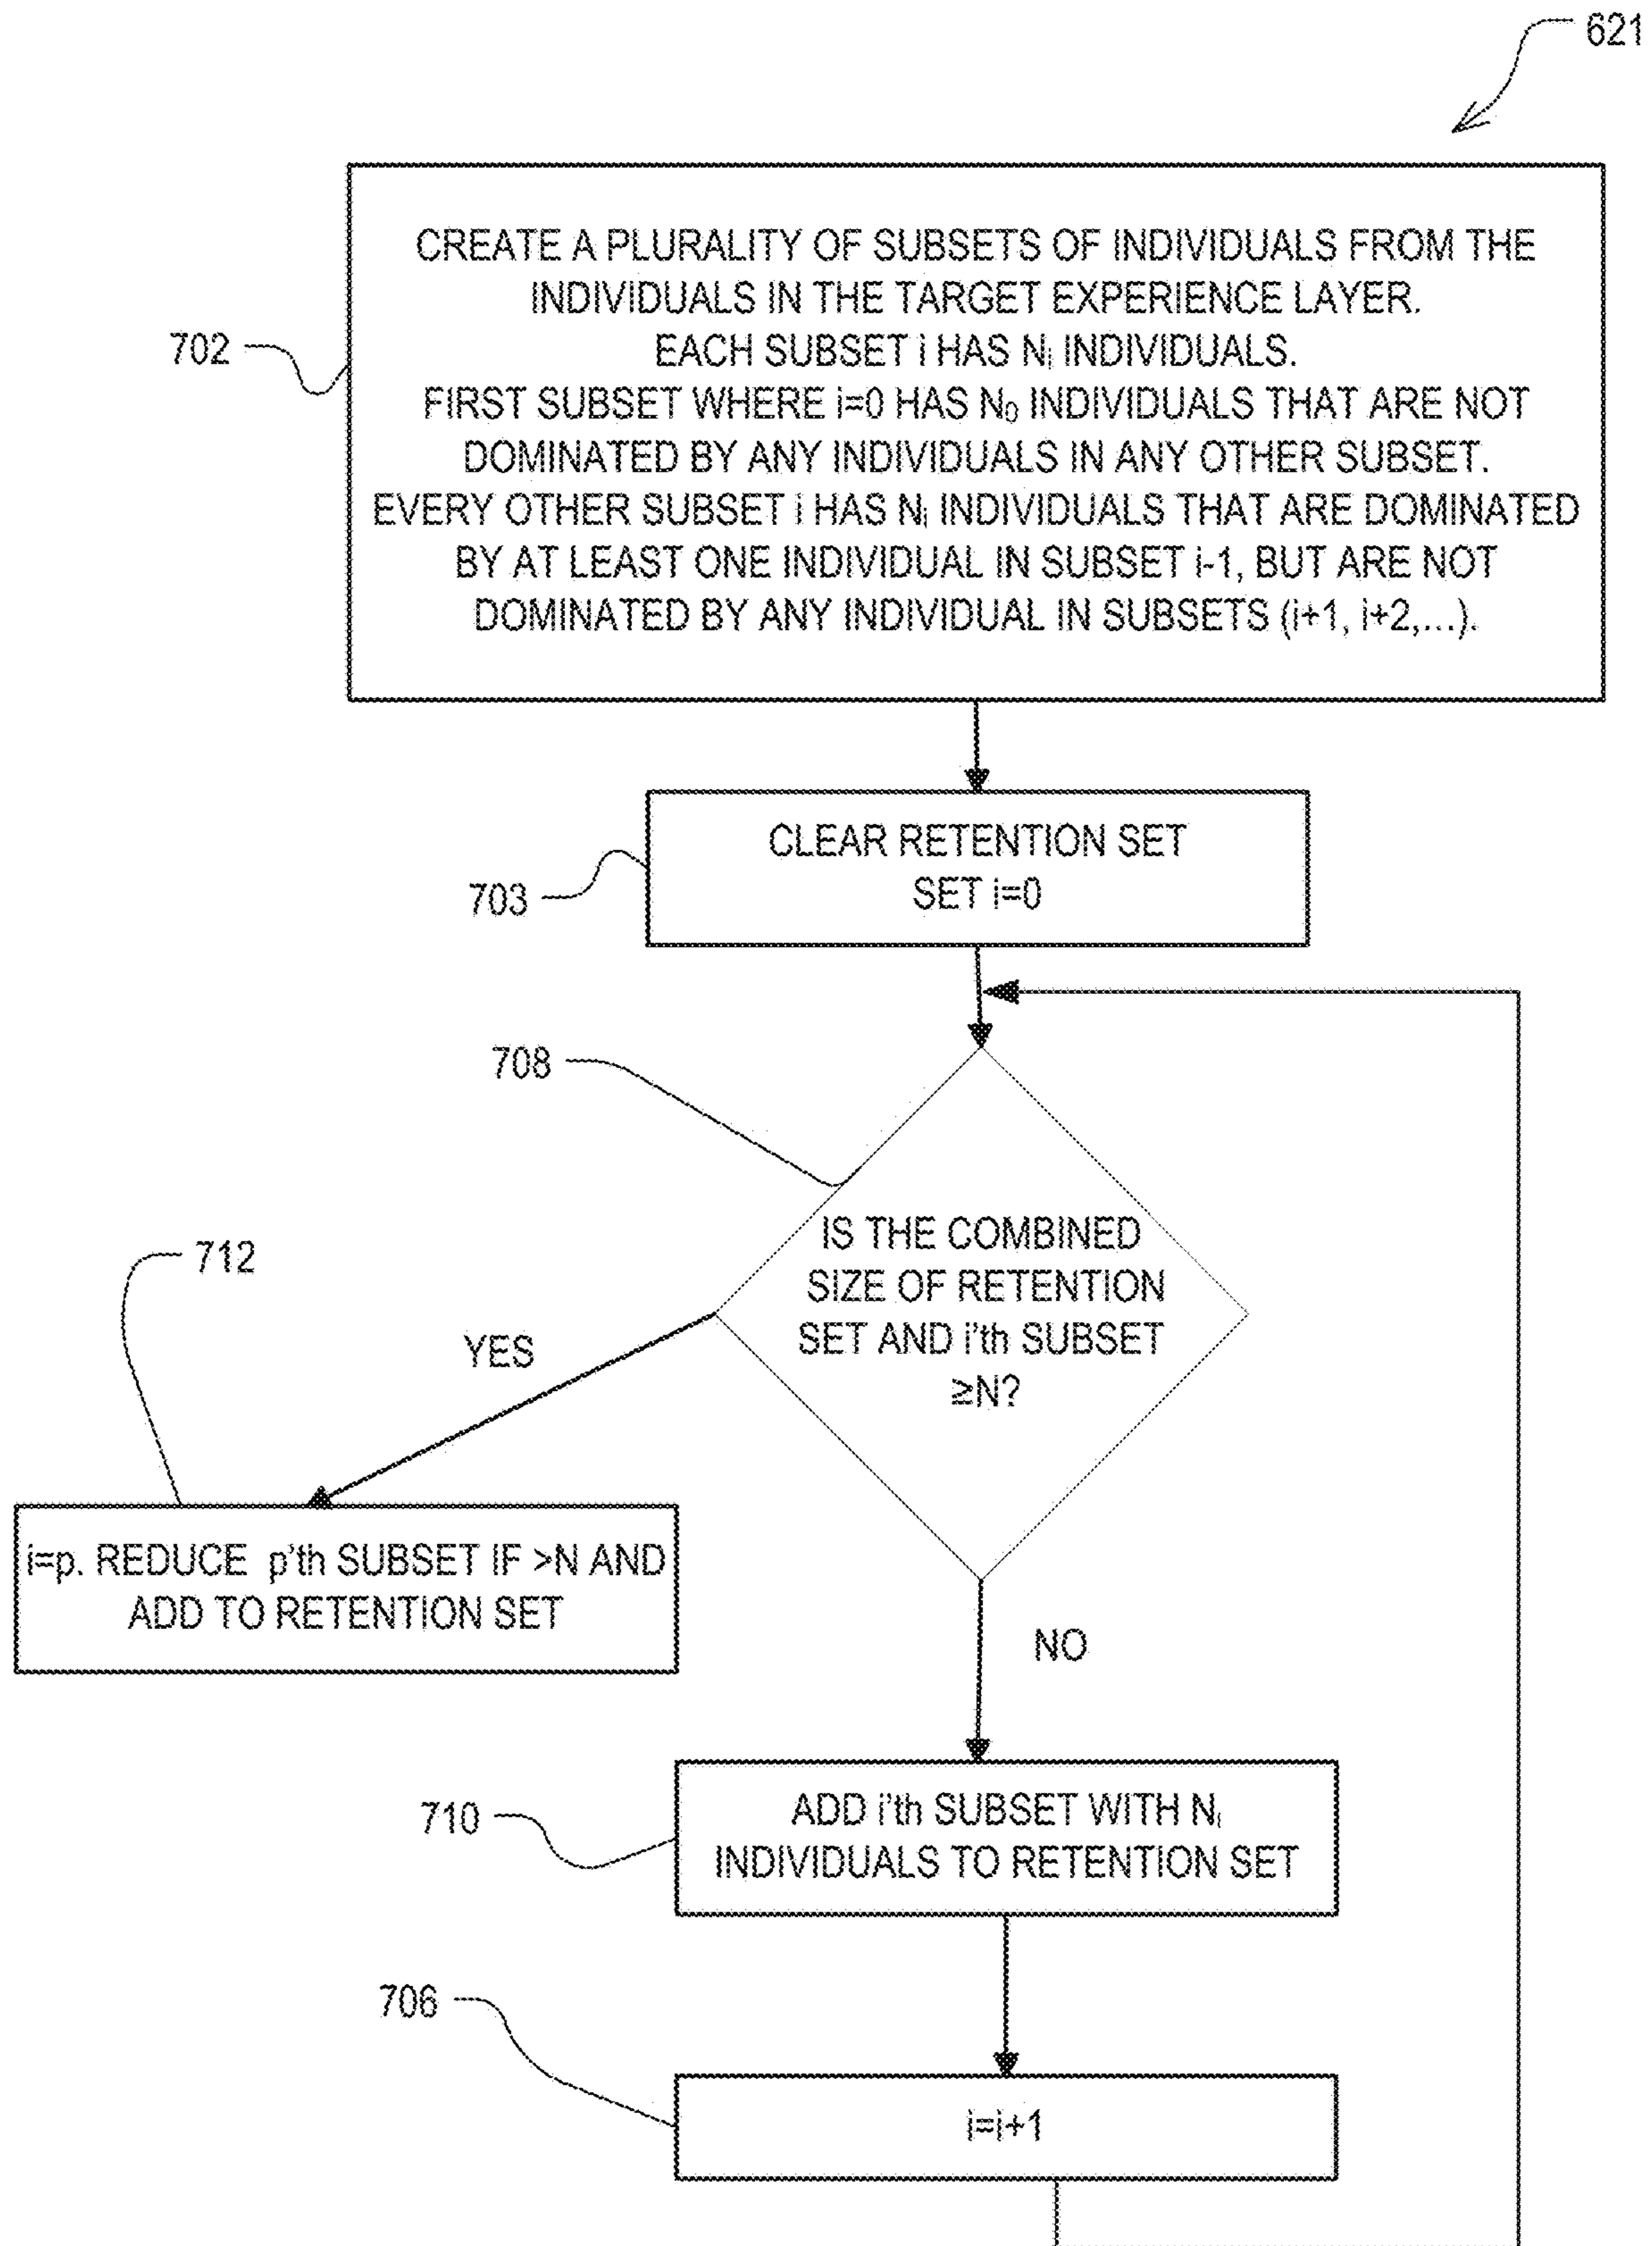 621
CREATE A PLURALITY OF SUBSETS OF INDIVIDUALS FROM THE
INDIVIDUALS IN THE TARGET EXPERIENCE LAYER.
702
EACH SUBSET i HAS Ni INDIVIDUALS.
FIRST SUBSET WHERE i=0 HAS N0 INDIVIDUALS THAT ARE NOT
DOMINATED BY ANY INDIVIDUALS IN ANY OTHER SUBSET.
EVERY OTHER SUBSET i HAS Ni INDIVIDUALS THAT ARE DOMINATED
BY AT LEAST ONE INDIVIDUAL IN SUBSET i-1, BUT ARE NOT
DOMINATED BY ANY INDIVIDUAL IN SUBSETS (i+1, i+2,...).
CLEAR RETENTION SET
703
SET i=0
708
IS THE COMBINED
SIZE OF RETENTION
SET AND i'th SUBSET
≥N?
712
YES
i=p. REDUCE p'th SUBSET IF >N AND
ADD TO RETENTION SET
NO
710
ADD i'th SUBSET WITH Ni
INDIVIDUALS TO RETENTION SET
706
i=i+1